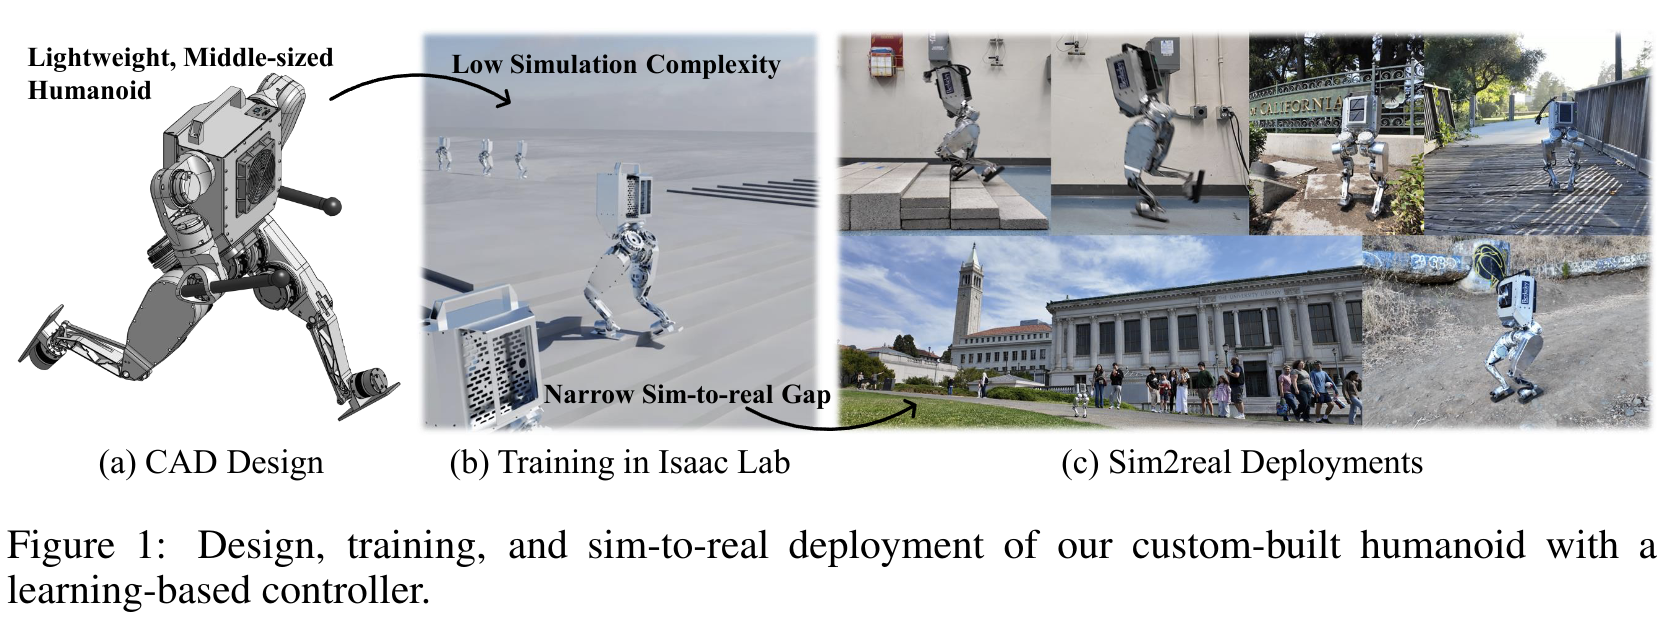 Lightweight, Middle-sized
Humanoid
Low Simulation Complexity
OF CALIFORNIA
Narrow Sim-to-real Gap
(a) CAD Design
(b) Training in Isaac Lab
(c) Sim2real Deployments
Figure 1: Design, training, and sim-to-real deployment of our custom-built humanoid with a
learning-based controller.